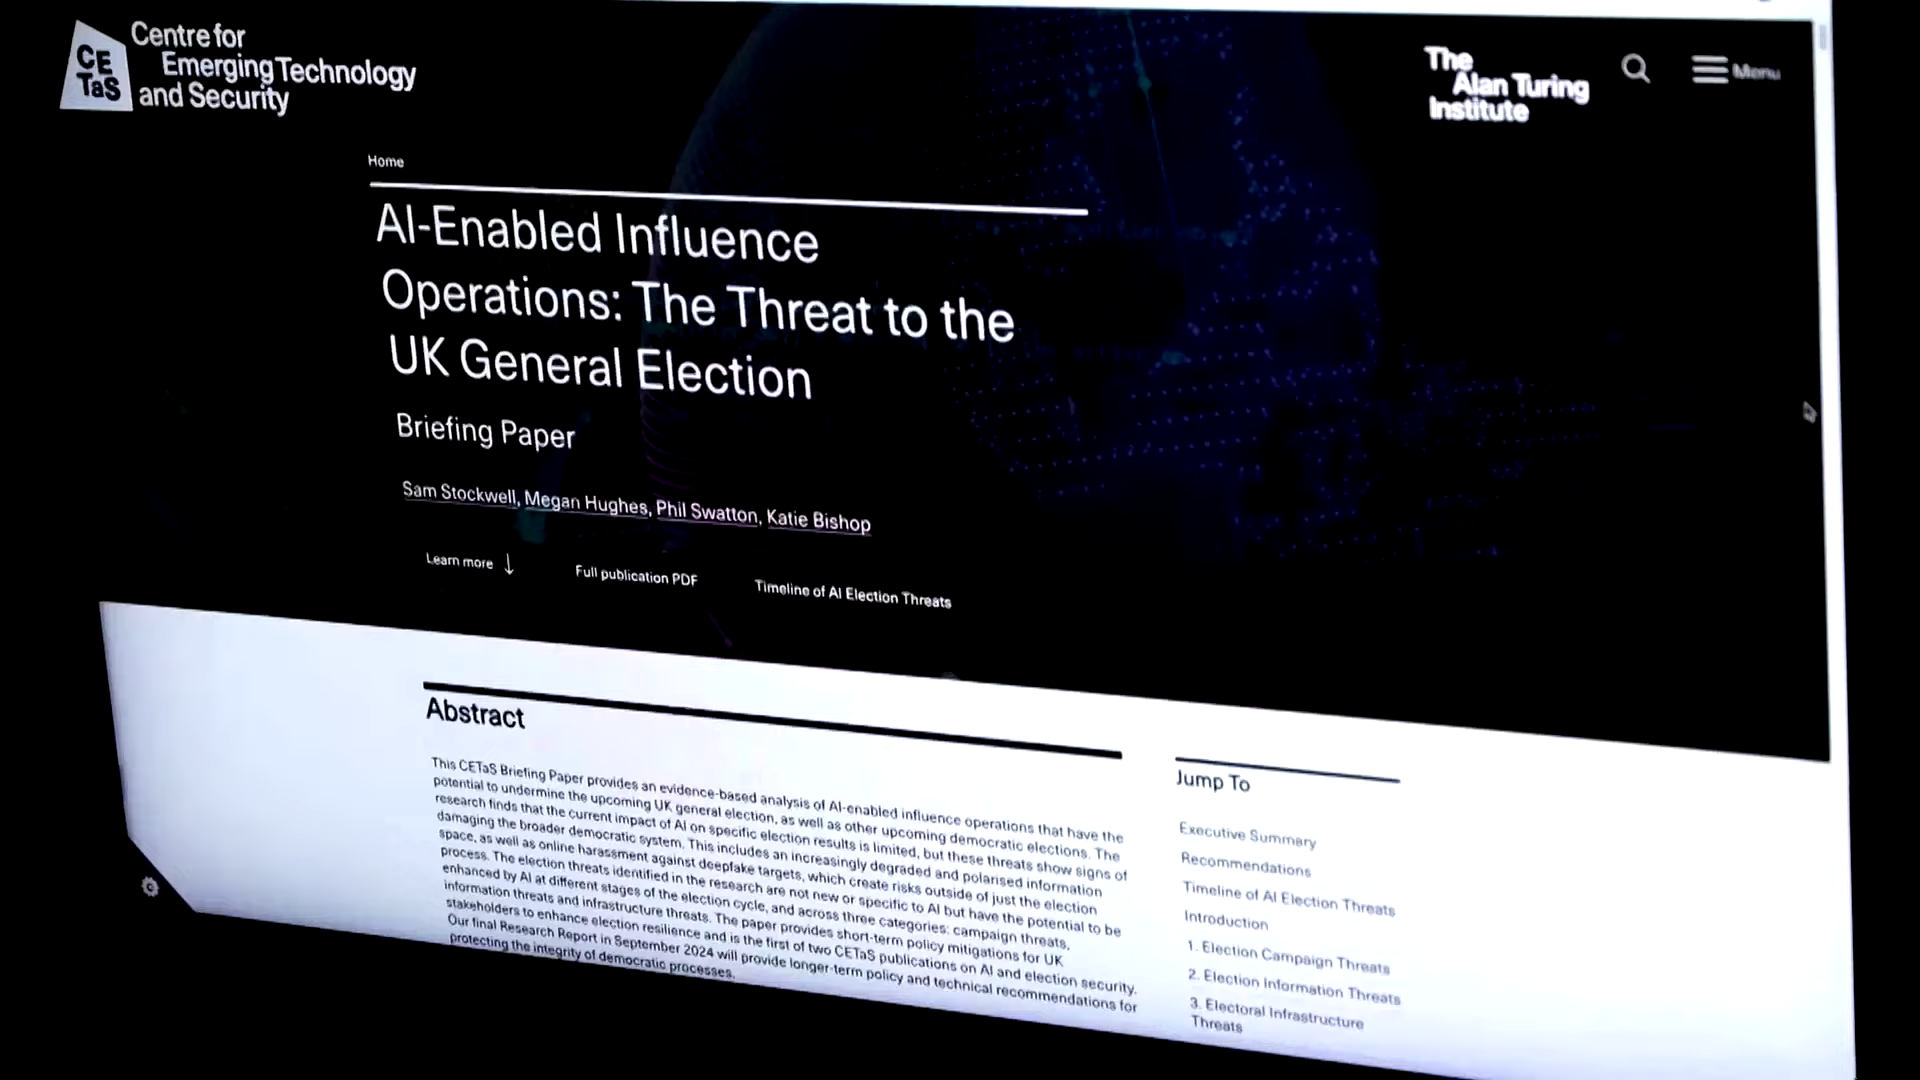 CE
TaS
Centre for
Emerging Technology
and Security
The
Alan Turing
Institute
Menu
Home
AI-Enabled Influence
Operations: The Threat to the
UK General Election
Briefing Paper
Sam Stockwell, Megan Hughes, Phil Swatton, Katie Bishop
Learn more ↓
Full publication PDF
Timeline of AI Election Threats
Abstract
This CETaS Briefing Paper provides an evidence-based analysis of AI-enabled influence operations that have the
potential to undermine the upcoming UK general election, as well as other upcoming democratic elections. The
research finds that the current impact of AI on specific election results is limited, but these threats show signs of
damaging the broader democratic system. This includes an increasingly degraded and polarised information
space, as well as online harassment against deepfake targets, which create risks outside of just the election
process. The election threats identified in the research are not new or specific to AI but have the potential to be
enhanced by AI at different stages of the election cycle, and across three categories: campaign threats,
information threats and infrastructure threats. The paper provides short-term policy mitigations for UK
stakeholders to enhance election resilience and is the first of two CETaS publications on AI and election security.
Our final Research Report in September 2024 will provide longer-term policy and technical recommendations for
protecting the integrity of democratic processes.
Jump To
Executive Summary
Recommendations
Timeline of AI Election Threats
Introduction
1. Election Campaign Threats
2. Election Information Threats
3. Electoral Infrastructure
Threats